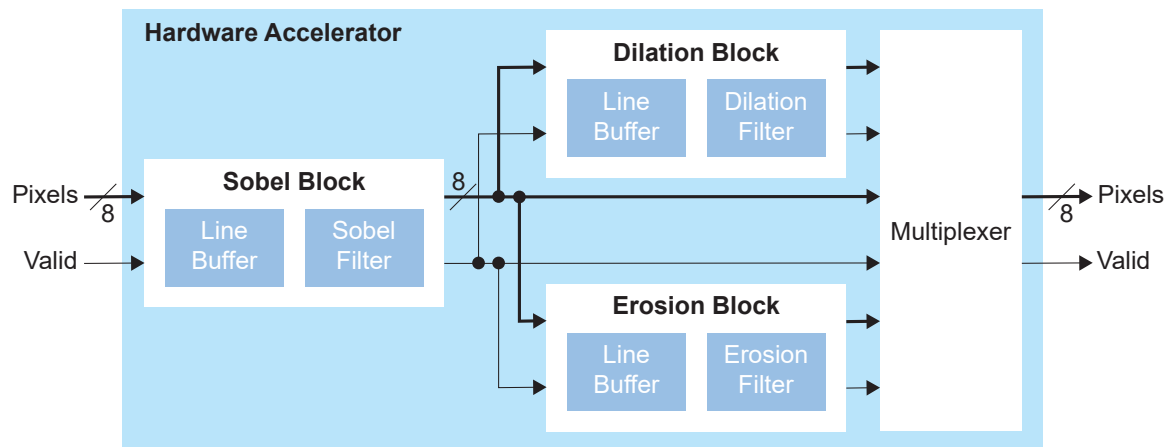 Hardware Accelerator
Dilation Block
Line
Buffer
Dilation
Filter
Pixels
8
Sobel Block
8
Line
Buffer
Sobel
Filter
Valid
Multiplexer
8
Pixels
Valid
Erosion Block
Line
Buffer
Erosion
Filter